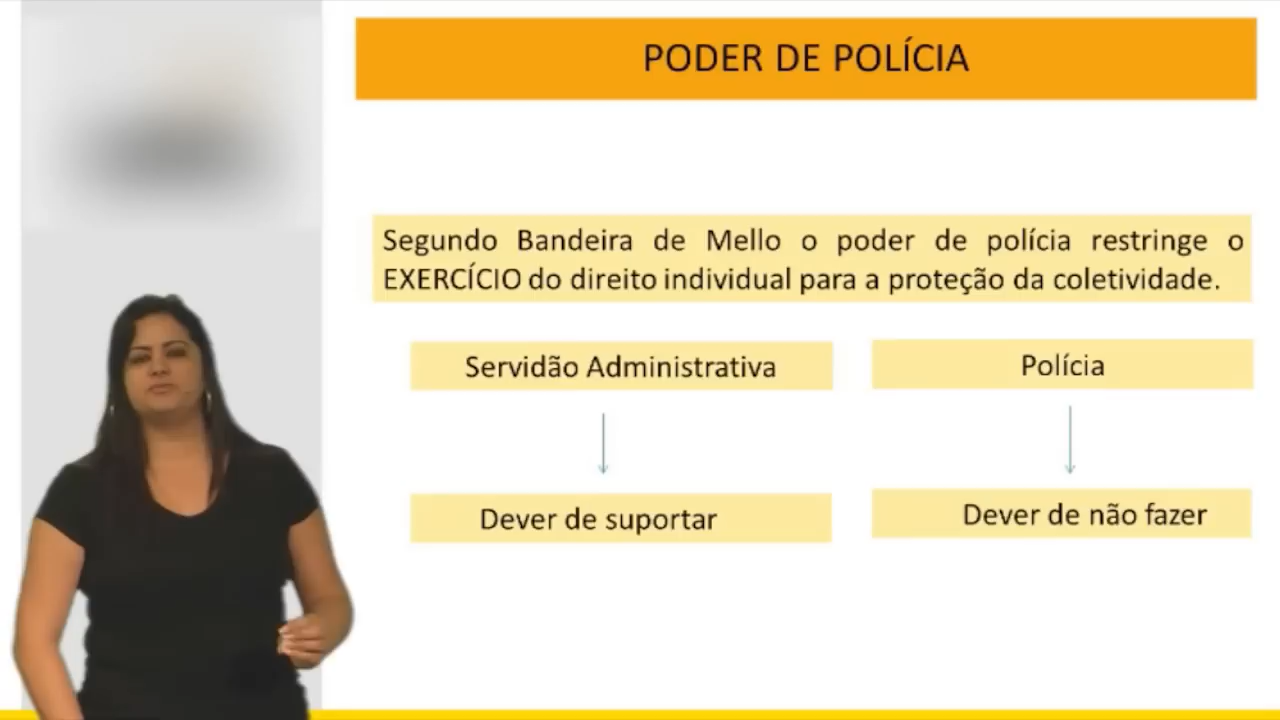 PODER DE POLÍCIA
Segundo Bandeira de Mello o poder de polícia restringe o
EXERCÍCIO do direito individual para a proteção da coletividade.
Servidão Administrativa
Polícia
Dever de suportar
Dever de não fazer